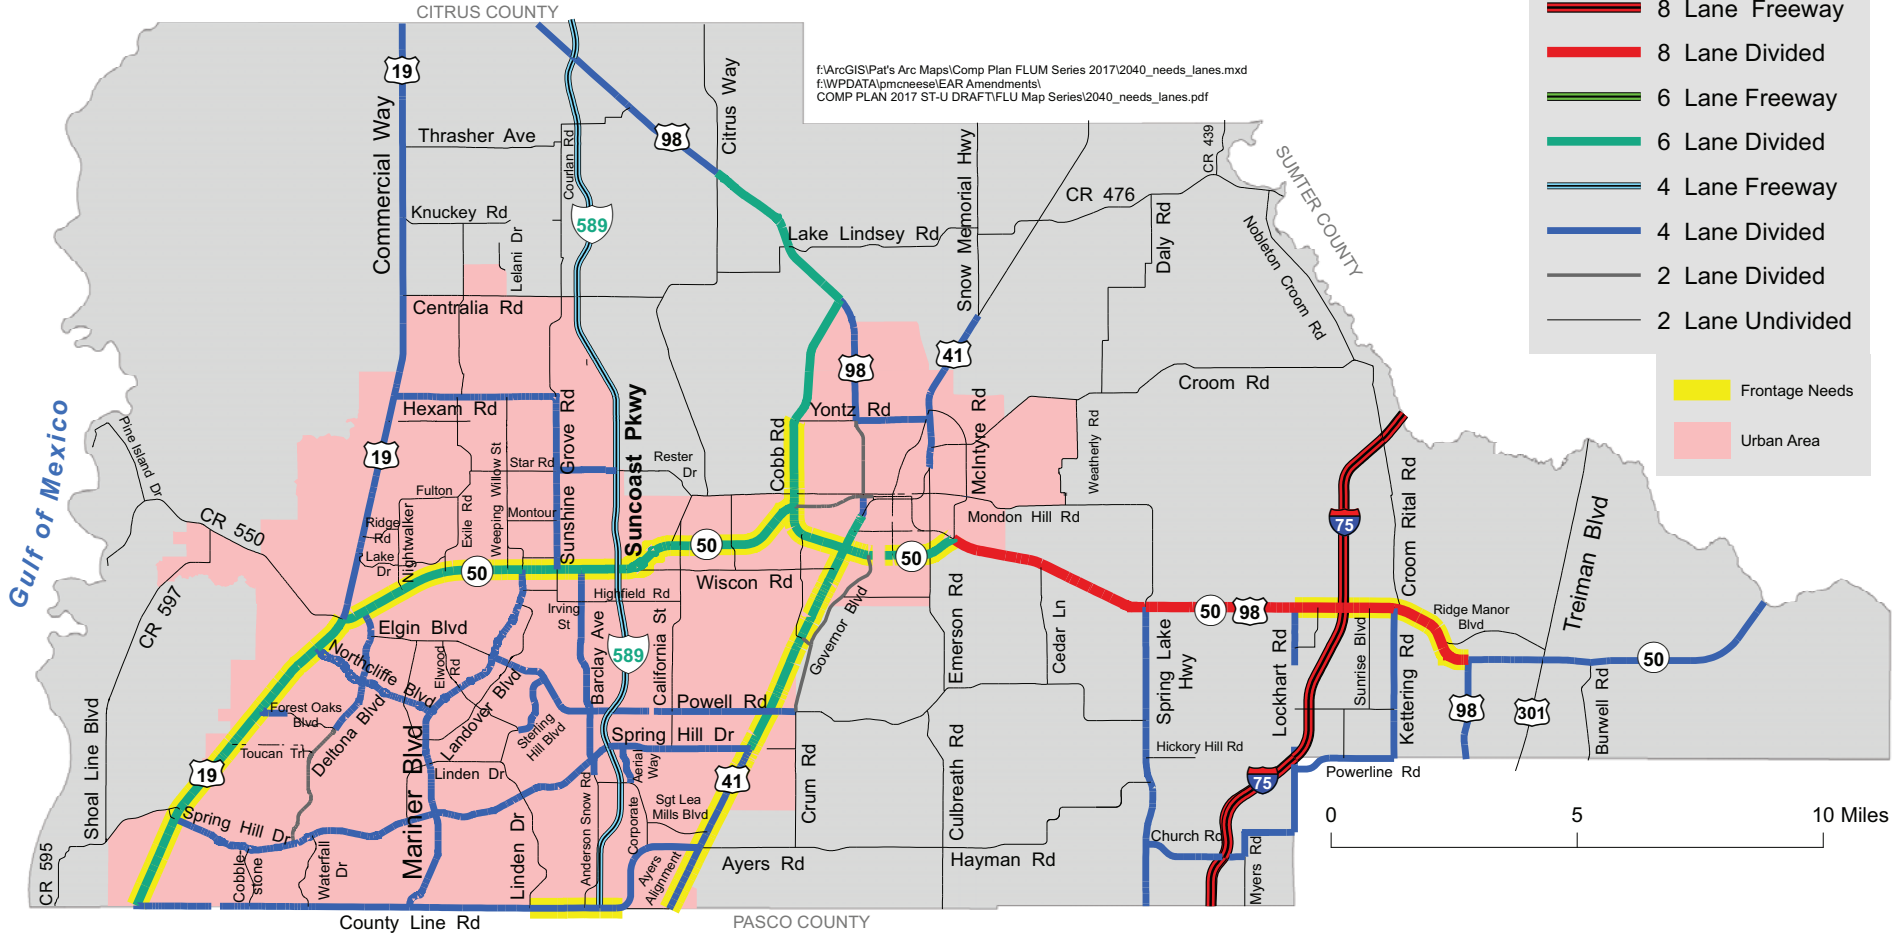 CITRUS COUNTY
f:\ArcGIS\Pat's Arc Maps\Comp Plan FLUM Series 2017\2040_needs_lanes.mxd
f:\WPDATA\pmcneese\EAR Amendments\
COMP PLAN 2017 ST-U DRAFT\FLU Map Series\2040_needs_lanes.pdf
8 Lane Freeway
8 Lane Divided
6 Lane Freeway
6 Lane Divided
4 Lane Freeway
4 Lane Divided
2 Lane Divided
2 Lane Undivided
Frontage Needs
Urban Area
19
Commercial Way
Thrasher Ave
Courlan Rd
98
Citrus Way
Snow Memorial Hwy
CR 439
SUMTER COUNTY
CR 476
Knuckey Rd
589
Lelani Dr
Lake Lindsey Rd
Daly Rd
Nobleton Croom Rd
Centralia Rd
41
98
Croom Rd
Hexam Rd
Yontz Rd
McIntyre Rd
Weatherly Rd
Gulf of Mexico
Pine Island Dr
19
Star Rd
Sunshine Grove Rd
Suncoast Pkwy
Rester
Dr
Cobb Rd
Weeping Willow St
Fulton
Exile Rd
Montour
Ridge
Rd
Nightwalker
Lake
Dr
CR 550
Mondon Hill Rd
75
Croom Rital Rd
Treiman Blvd
50
50
50
Wiscon Rd
Highfield Rd
CR 597
Irving
St
Barclay Ave
California St
Governor Blvd
Emerson Rd
Cedar Ln
50
98
Ridge Manor
Blvd
Elgin Blvd
Northcliffe Blvd
Elwood
Rd
589
Spring Lake
Hwy
Lockhart Rd
Sunrise Blvd
Kettering Rd
50
Forest Oaks
Blvd
Deltona Blvd
Landover Blvd
Sterling
Hill Blvd
Powell Rd
98
301
Burwell Rd
Shoal Line Blvd
Toucan Trl
Mariner Blvd
Spring Hill Dr
Hickory Hill Rd
19
Linden Dr
Aerial
Way
41
Crum Rd
Culbreath Rd
75
Powerline Rd
Spring Hill Dr
Anderson Snow Rd
Corporate
Sgt Lea
Mills Blvd
0
5
10 Miles
Church Rd
CR 595
Cobble-
stone
Waterfall
Dr
Linden Dr
Ayers
Alignment
Ayers Rd
Hayman Rd
Myers Rd
County Line Rd
PASCO COUNTY